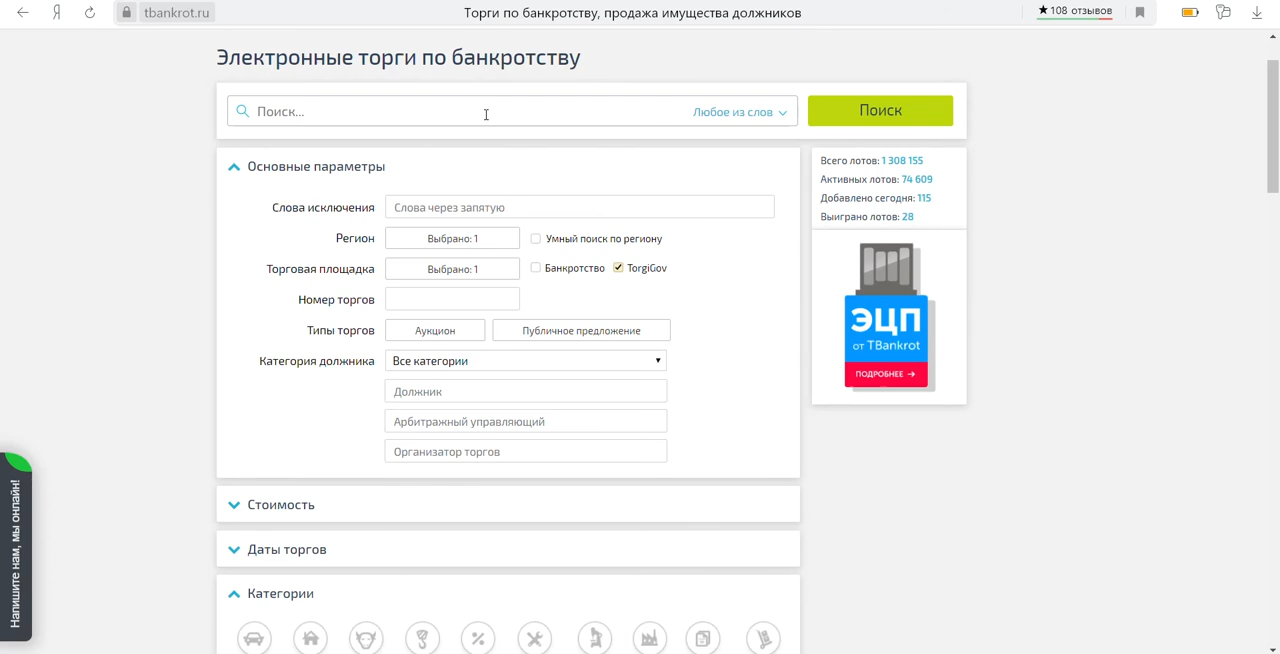 Я
tbankrot.ru
Торги по банкротству, продажа имущества должников
★108 отзывов
Электронные торги по банкротству
Поиск...
Любое из слов
Поиск
Основные параметры
Слова исключения
Слова через запятую
Регион
Выбрано: 1
Умный поиск по региону
Торговая площадка
Выбрано: 1
Банкротство
TorgiGov
Номер торгов
Типы торгов
Аукцион
Публичное предложение
Категория должника
Все категории
Должник
Арбитражный управляющий
Организатор торгов
Стоимость
Даты торгов
Категории
Всего лотов: 1 308 155
Активных лотов: 74 609
Добавлено сегодня: 115
Выиграно лотов: 28
ЭЦП
от TBankrot
ПОДРОБНЕЕ →
Напишите нам, мы онлайн!